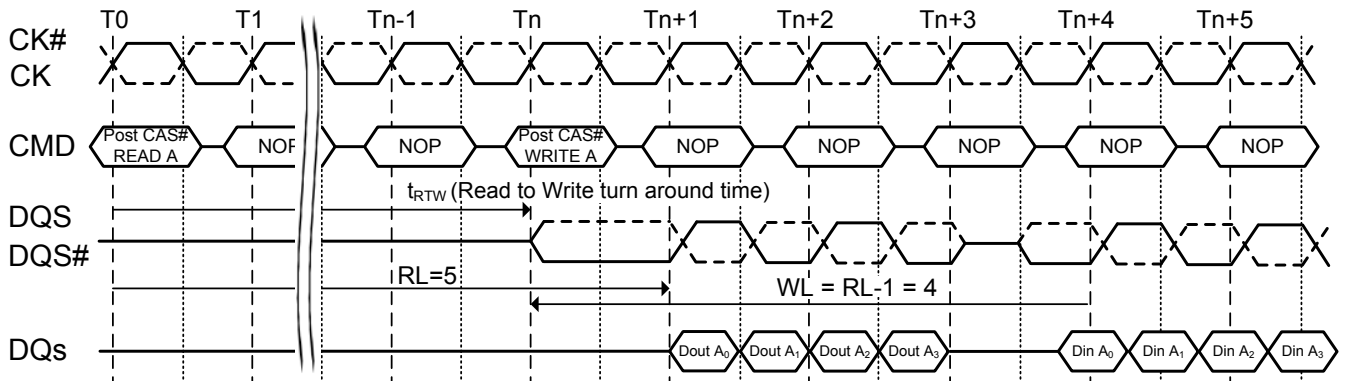 T0 T1 Tn-1 Tn Tn+1 Tn+2 Tn+3 Tn+4 Tn+5
CK#
CK
CMD
Post CAS#
READ A
NOP
NOP
Post CAS#
WRITE A
NOP
NOP
NOP
NOP
NOP
tRTW (Read to Write turn around time)
DQS
DQS#
RL=5
WL = RL-1 = 4
DQs
Dout A0 Dout A1 Dout A2 Dout A3 Din A0 Din A1 Din A2 Din A3